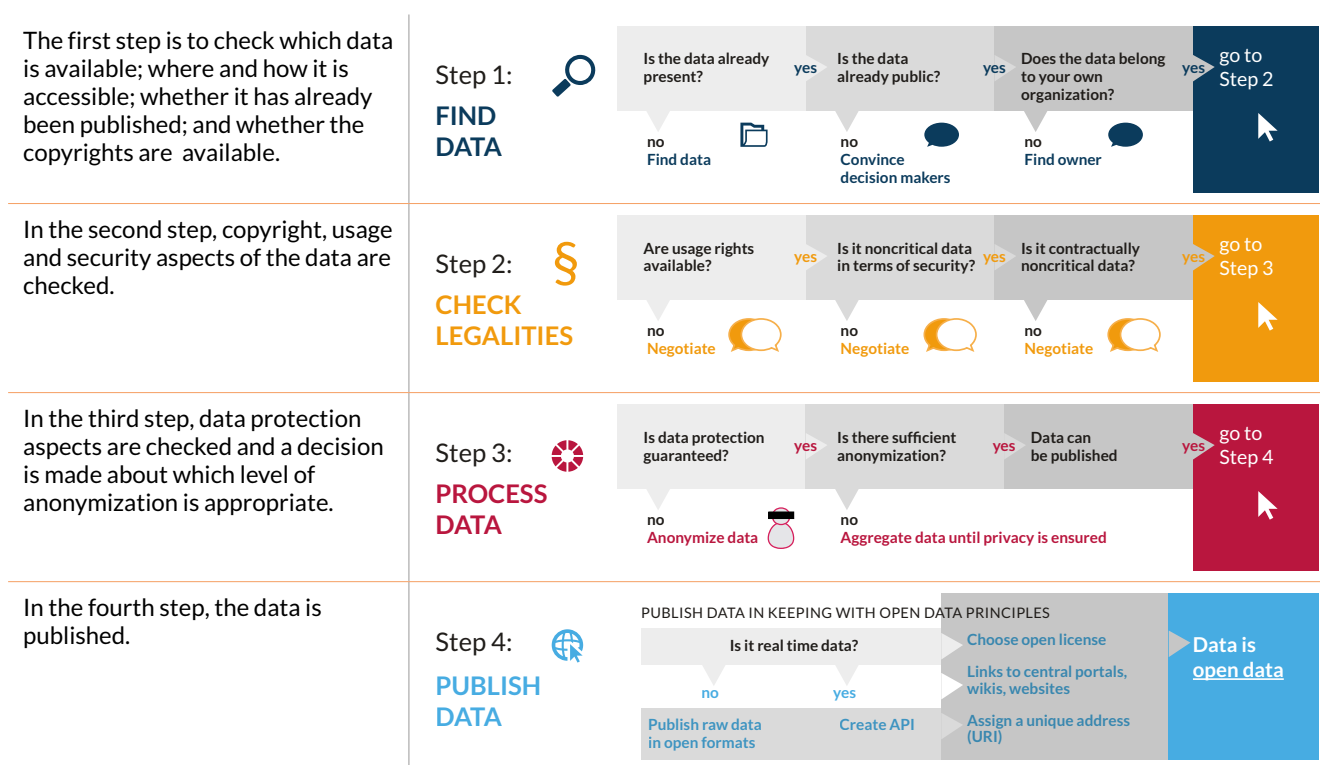 The first step is to check which data
is available; where and how it is
accessible; whether it has already
been published; and whether the
copyrights are available.
Step 1:
FIND
DATA
Is the data already
present?
yes
Is the data
already public?
yes
Does the data belong
to your own
organization?
yes
go to
Step 2
no
Find data
no
Convince
decision makers
no
Find owner
In the second step, copyright, usage
and security aspects of the data are
checked.
Step 2:
§
CHECK
LEGALITIES
Are usage rights
available?
yes
Is it noncritical data
in terms of security?
yes
Is it contractually
noncritical data?
yes
go to
Step 3
no
Negotiate
no
Negotiate
no
Negotiate
In the third step, data protection
aspects are checked and a decision
is made about which level of
anonymization is appropriate.
Step 3:
PROCESS
DATA
Is data protection
guaranteed?
yes
Is there sufficient
anonymization?
yes
Data can
be published
yes
go to
Step 4
no
Anonymize data
no
Aggregate data until privacy is ensured
In the fourth step, the data is
published.
Step 4:
PUBLISH
DATA
PUBLISH DATA IN KEEPING WITH OPEN DATA PRINCIPLES
Is it real time data?
no
yes
Publish raw data
in open formats
Create API
Choose open license
Links to central portals,
wikis, websites
Assign a unique address
(URI)
Data is
open data